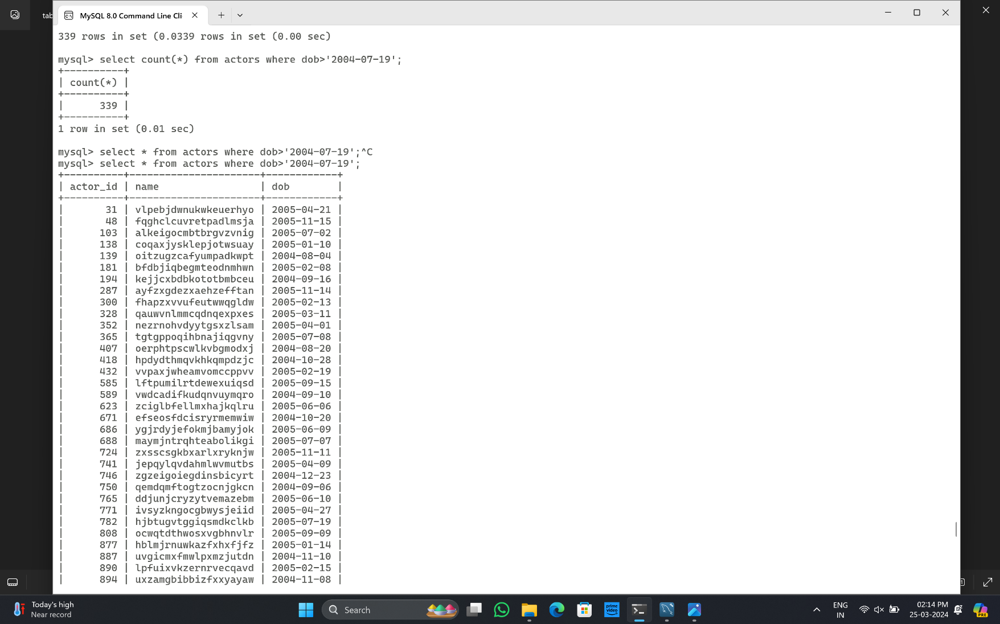 tab
MySQL 8.0 Command Line Cli
339 rows in set (0.0339 rows in set (0.00 sec)
mysql> select count(*) from actors where dob>'2004-07-19';
+----------+
| count(*) |
+----------+
|      339 |
+----------+
1 row in set (0.01 sec)
mysql> select * from actors where dob>'2004-07-19';^C
mysql> select * from actors where dob>'2004-07-19';
+----------+----------------------+------------+
| actor_id | name                 | dob        |
+----------+----------------------+------------+
|       31 | vlpebjdwnukwkeuerhyo | 2005-04-21 |
|       48 | fqghclcuvretpadlmsja | 2005-11-15 |
|      103 | alkeigocmbtbrgvzvnig | 2005-07-02 |
|      138 | coqaxjysklepjotwsuay | 2005-01-10 |
|      139 | oitzugzcafyumpadkwpt | 2004-08-04 |
|      181 | bfdbjiqbegmteodnmhwn | 2005-02-08 |
|      194 | kejjcxbdbkototbmbceu | 2004-09-16 |
|      287 | ayfzxgdezxaehzefftan | 2005-11-14 |
|      300 | fhapzxvvufeutwwqgldw | 2005-02-13 |
|      328 | qauwvnlmmcqdnqexpxes | 2005-03-11 |
|      352 | nezrnohvdyytgsxzlsam | 2005-04-01 |
|      365 | tgtgppoqihbnajiqgvny | 2005-07-08 |
|      407 | oerphtpscwlkvbgmodxj | 2004-08-20 |
|      418 | hpdydthmqvkhkqmpdzjc | 2004-10-28 |
|      432 | vvpaxjwheamvomccppvv | 2005-02-19 |
|      585 | lftpumilrtdewexuiqsd | 2005-09-15 |
|      589 | vwdcadifkudqnvuymqro | 2004-09-10 |
|      623 | zciglbfellmxhajkqlru | 2005-06-06 |
|      671 | efseosfdcisryrmemwiw | 2004-10-20 |
|      686 | ygjrdyjefokmjbamyjok | 2005-06-09 |
|      688 | maymjntrqhteabolikgi | 2005-07-07 |
|      724 | zxsscsgkbxarlxryknjw | 2005-11-11 |
|      741 | jepqylqvdahmlwvmutbs | 2005-04-09 |
|      746 | zgzeigoiegdinsbicyrt | 2004-12-23 |
|      750 | qemdqmftogtzocnjgkcn | 2004-09-06 |
|      765 | ddjunjcryzytvemazebm | 2005-06-10 |
|      771 | ivsyzkngocgbwysjeiid | 2005-04-27 |
|      782 | hjbtugvtggiqsmdkclkb | 2005-07-19 |
|      808 | ocwqtdthwosxvgbhnvlr | 2005-09-09 |
|      877 | hblmjrnuwkazfxhxfjfz | 2005-01-14 |
|      887 | uvgicmxfmwlpxmzjutdn | 2004-11-10 |
|      890 | lpfuixvkzernrvecqavd | 2005-02-15 |
|      894 | uxzamgbibbizfxxyayaw | 2004-11-08 |
Today's high
Near record
Search
prime video
ENG
IN
02:14 PM
25-03-2024
PRE